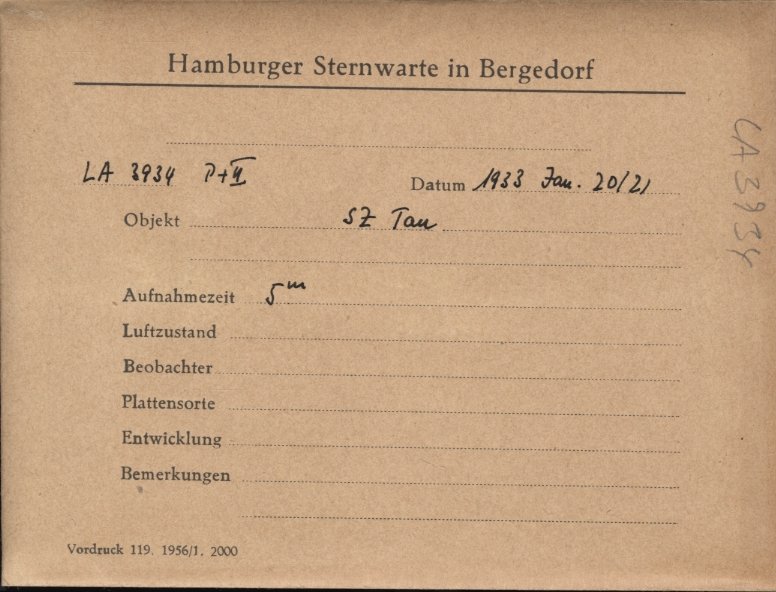 Hamburger Sternwarte in Bergedorf
LA 3934 P+II
Datum 1933 Jan. 20/21
Objekt SZ Tau
Aufnahmezeit 5m
Luftzustand
Beobachter
Plattensorte
Entwicklung
Bemerkungen
Vordruck 119. 1956/1. 2000
LA 3934